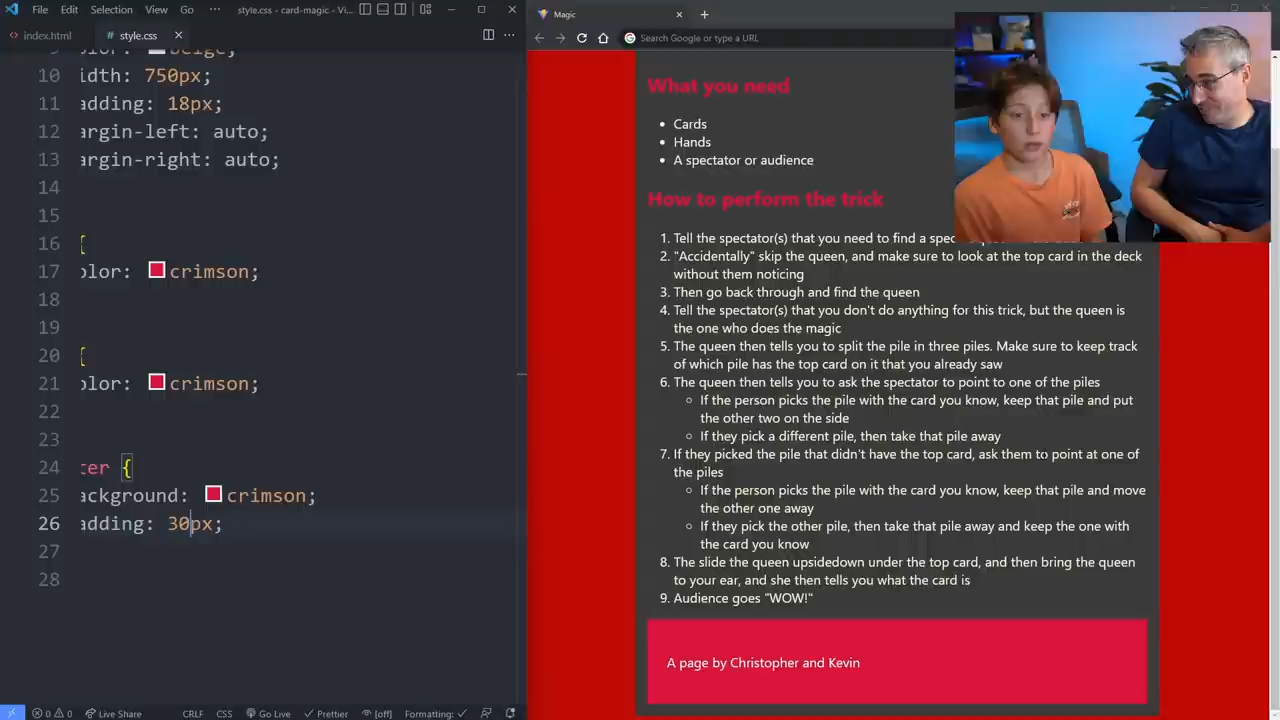 File Edit Selection View ... style.css - card-magic - Vi...
index.html style.css
9 olor: beige;
10 idth: 750px;
11 adding: 18px;
12 argin-left: auto;
13 argin-right: auto;
14
15
16 {
17 olor: crimson;
18
19
20 {
21 olor: crimson;
22
23
24 ter {
25 ackground: crimson;
26 adding: 30px;
27
28
0 0 Live Share CRLF CSS Go Live Prettier [off] Formatting:
Magic
Search Google or type a URL
What you need
• Cards
• Hands
• A spectator or audience
How to perform the trick
1. Tell the spectator(s) that you need to find a
2. "Accidentally" skip the queen, and make sure to look at the top card in the deck
without them noticing
3. Then go back through and find the queen
4. Tell the spectator(s) that you don't do anything for this trick, but the queen is
the one who does the magic
5. The queen then tells you to split the pile in three piles. Make sure to keep track
of which pile has the top card on it that you already saw
6. The queen then tells you to ask the spectator to point to one of the piles
If the person picks the pile with the card you know, keep that pile and put
the other two on the side
If they pick a different pile, then take that pile away
7. If they picked the pile that didn't have the top card, ask them to point at one of
the piles
If the person picks the pile with the card you know, keep that pile and move
the other one away
If they pick the other pile, then take that pile away and keep the one with
the card you know
8. The slide the queen upsidedown under the top card, and then bring the queen
to your ear, and she then tells you what the card is
9. Audience goes "WOW!"
A page by Christopher and Kevin